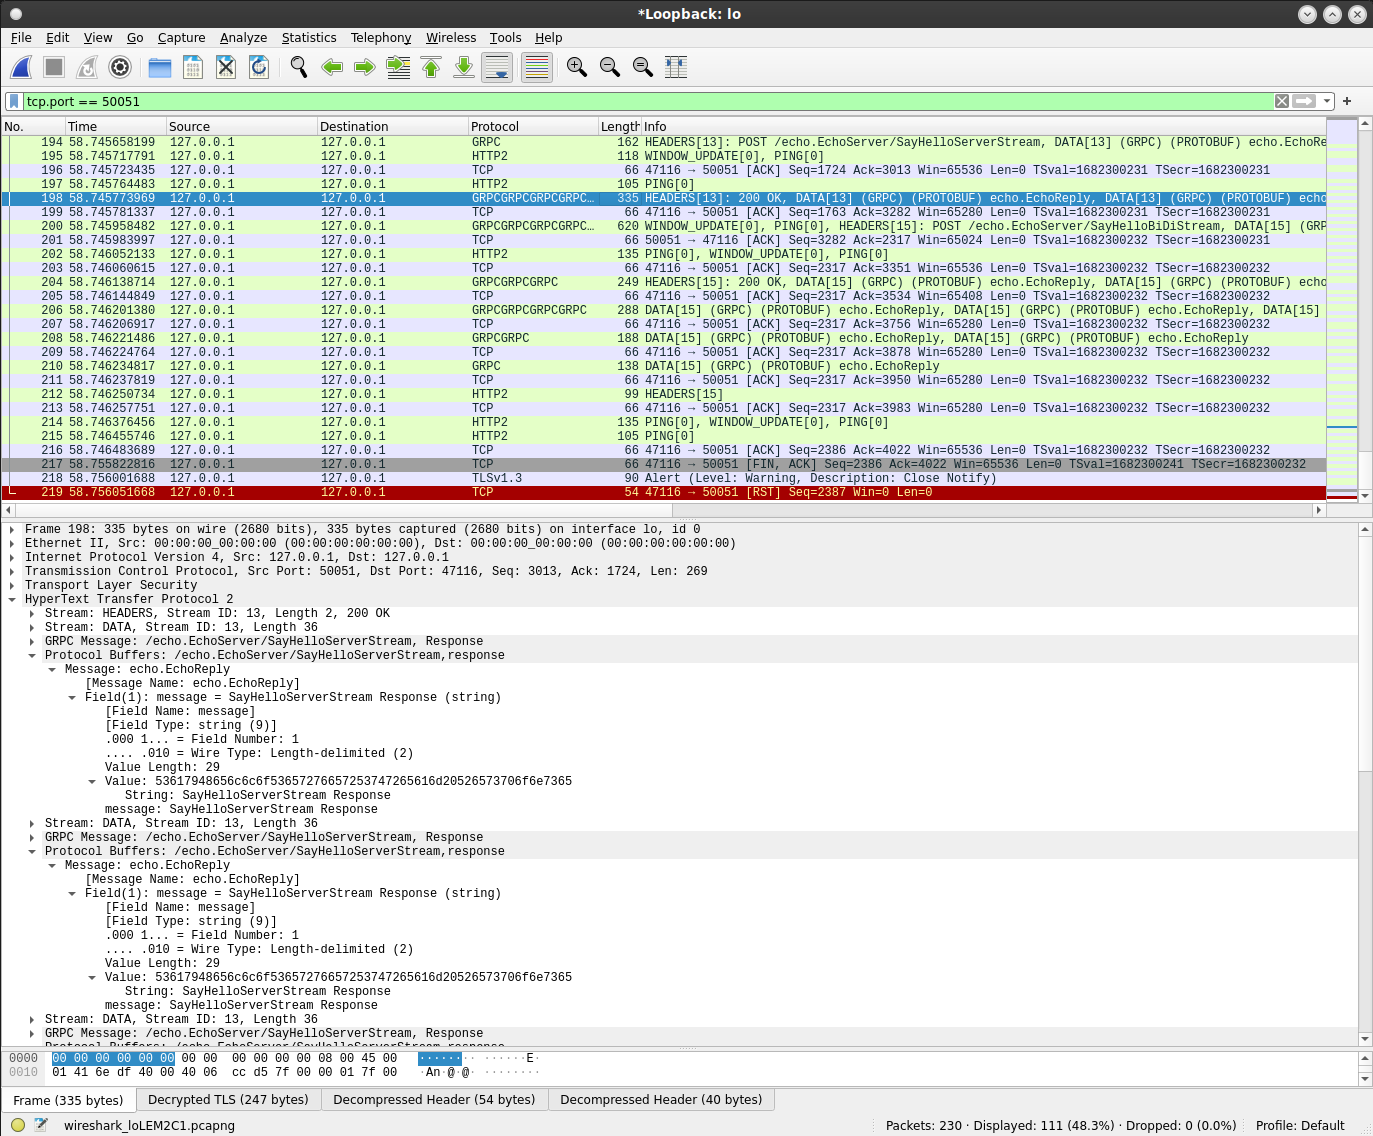 *Loopback: lo
File Edit View Go Capture Analyze Statistics Telephony Wireless Tools Help
tcp.port == 50051
No. Time Source Destination Protocol Length Info
194 58.745658199 127.0.0.1 127.0.0.1 GRPC 162 HEADERS[13]: POST /echo.EchoServer/SayHelloServerStream, DATA[13] (GRPC) (PROTOBUF) echo.EchoRe
195 58.745717791 127.0.0.1 127.0.0.1 HTTP2 118 WINDOW_UPDATE[0], PING[0]
196 58.745723435 127.0.0.1 127.0.0.1 TCP 66 47116 → 50051 [ACK] Seq=1724 Ack=3013 Win=65536 Len=0 TSval=1682300231 TSecr=1682300231
197 58.745764483 127.0.0.1 127.0.0.1 HTTP2 105 PING[0]
198 58.745773969 127.0.0.1 127.0.0.1 GRPCGRPCGRPCGRPC… 335 HEADERS[13]: 200 OK, DATA[13] (GRPC) (PROTOBUF) echo.EchoReply, DATA[13] (GRPC) (PROTOBUF) echo
199 58.745781337 127.0.0.1 127.0.0.1 TCP 66 47116 → 50051 [ACK] Seq=1763 Ack=3282 Win=65280 Len=0 TSval=1682300231 TSecr=1682300231
200 58.745958482 127.0.0.1 127.0.0.1 GRPCGRPCGRPCGRPC… 620 WINDOW_UPDATE[0], PING[0], HEADERS[15]: POST /echo.EchoServer/SayHelloBiDiStream, DATA[15] (GRP
201 58.745983997 127.0.0.1 127.0.0.1 TCP 66 50051 → 47116 [ACK] Seq=3282 Ack=2317 Win=65024 Len=0 TSval=1682300232 TSecr=1682300231
202 58.746052133 127.0.0.1 127.0.0.1 HTTP2 135 PING[0], WINDOW_UPDATE[0], PING[0]
203 58.746060615 127.0.0.1 127.0.0.1 TCP 66 47116 → 50051 [ACK] Seq=2317 Ack=3351 Win=65536 Len=0 TSval=1682300232 TSecr=1682300232
204 58.746138714 127.0.0.1 127.0.0.1 GRPCGRPCGRPC 249 HEADERS[15]: 200 OK, DATA[15] (GRPC) (PROTOBUF) echo.EchoReply, DATA[15] (GRPC) (PROTOBUF) echo
205 58.746144849 127.0.0.1 127.0.0.1 TCP 66 47116 → 50051 [ACK] Seq=2317 Ack=3534 Win=65408 Len=0 TSval=1682300232 TSecr=1682300232
206 58.746201380 127.0.0.1 127.0.0.1 GRPCGRPCGRPCGRPC 288 DATA[15] (GRPC) (PROTOBUF) echo.EchoReply, DATA[15] (GRPC) (PROTOBUF) echo.EchoReply, DATA[15]
207 58.746206917 127.0.0.1 127.0.0.1 TCP 66 47116 → 50051 [ACK] Seq=2317 Ack=3756 Win=65280 Len=0 TSval=1682300232 TSecr=1682300232
208 58.746221486 127.0.0.1 127.0.0.1 GRPCGRPC 188 DATA[15] (GRPC) (PROTOBUF) echo.EchoReply, DATA[15] (GRPC) (PROTOBUF) echo.EchoReply
209 58.746224764 127.0.0.1 127.0.0.1 TCP 66 47116 → 50051 [ACK] Seq=2317 Ack=3878 Win=65280 Len=0 TSval=1682300232 TSecr=1682300232
210 58.746234817 127.0.0.1 127.0.0.1 GRPC 138 DATA[15] (GRPC) (PROTOBUF) echo.EchoReply
211 58.746237819 127.0.0.1 127.0.0.1 TCP 66 47116 → 50051 [ACK] Seq=2317 Ack=3950 Win=65280 Len=0 TSval=1682300232 TSecr=1682300232
212 58.746250734 127.0.0.1 127.0.0.1 HTTP2 99 HEADERS[15]
213 58.746257751 127.0.0.1 127.0.0.1 TCP 66 47116 → 50051 [ACK] Seq=2317 Ack=3983 Win=65280 Len=0 TSval=1682300232 TSecr=1682300232
214 58.746376456 127.0.0.1 127.0.0.1 HTTP2 135 PING[0], WINDOW_UPDATE[0], PING[0]
215 58.746455746 127.0.0.1 127.0.0.1 HTTP2 105 PING[0]
216 58.746483689 127.0.0.1 127.0.0.1 TCP 66 47116 → 50051 [ACK] Seq=2386 Ack=4022 Win=65536 Len=0 TSval=1682300232 TSecr=1682300232
217 58.755822816 127.0.0.1 127.0.0.1 TCP 66 47116 → 50051 [FIN, ACK] Seq=2386 Ack=4022 Win=65536 Len=0 TSval=1682300241 TSecr=1682300232
218 58.756001688 127.0.0.1 127.0.0.1 TLSv1.3 90 Alert (Level: Warning, Description: Close Notify)
219 58.756051668 127.0.0.1 127.0.0.1 TCP 54 47116 → 50051 [RST] Seq=2387 Win=0 Len=0
Frame 198: 335 bytes on wire (2680 bits), 335 bytes captured (2680 bits) on interface lo, id 0
Ethernet II, Src: 00:00:00_00:00:00 (00:00:00:00:00:00), Dst: 00:00:00_00:00:00 (00:00:00:00:00:00)
Internet Protocol Version 4, Src: 127.0.0.1, Dst: 127.0.0.1
Transmission Control Protocol, Src Port: 50051, Dst Port: 47116, Seq: 3013, Ack: 1724, Len: 269
Transport Layer Security
HyperText Transfer Protocol 2
Stream: HEADERS, Stream ID: 13, Length 2, 200 OK
Stream: DATA, Stream ID: 13, Length 36
GRPC Message: /echo.EchoServer/SayHelloServerStream, Response
Protocol Buffers: /echo.EchoServer/SayHelloServerStream,response
Message: echo.EchoReply
[Message Name: echo.EchoReply]
Field(1): message = SayHelloServerStream Response (string)
[Field Name: message]
[Field Type: string (9)]
.000 1... = Field Number: 1
.... .010 = Wire Type: Length-delimited (2)
Value Length: 29
Value: 53617948656c6c6f53657276657253747265616d20526573706f6e7365
String: SayHelloServerStream Response
message: SayHelloServerStream Response
Stream: DATA, Stream ID: 13, Length 36
GRPC Message: /echo.EchoServer/SayHelloServerStream, Response
Protocol Buffers: /echo.EchoServer/SayHelloServerStream,response
Message: echo.EchoReply
[Message Name: echo.EchoReply]
Field(1): message = SayHelloServerStream Response (string)
[Field Name: message]
[Field Type: string (9)]
.000 1... = Field Number: 1
.... .010 = Wire Type: Length-delimited (2)
Value Length: 29
Value: 53617948656c6c6f53657276657253747265616d20526573706f6e7365
String: SayHelloServerStream Response
message: SayHelloServerStream Response
Stream: DATA, Stream ID: 13, Length 36
GRPC Message: /echo.EchoServer/SayHelloServerStream, Response
0000 00 00 00 00 00 00 00 00 00 00 00 00 08 00 45 00 ········ ······E·
0010 01 41 6e df 40 00 40 06 cc d5 7f 00 00 01 7f 00 ·An·@·@· ········
Frame (335 bytes) Decrypted TLS (247 bytes) Decompressed Header (54 bytes) Decompressed Header (40 bytes)
wireshark_loLEM2C1.pcapng Packets: 230 · Displayed: 111 (48.3%) · Dropped: 0 (0.0%) Profile: Default